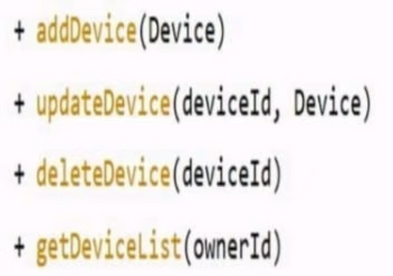 + addDevice(Device)
+ updateDevice(deviceId, Device)
+ deleteDevice(deviceId)
+ getDeviceList(ownerId)